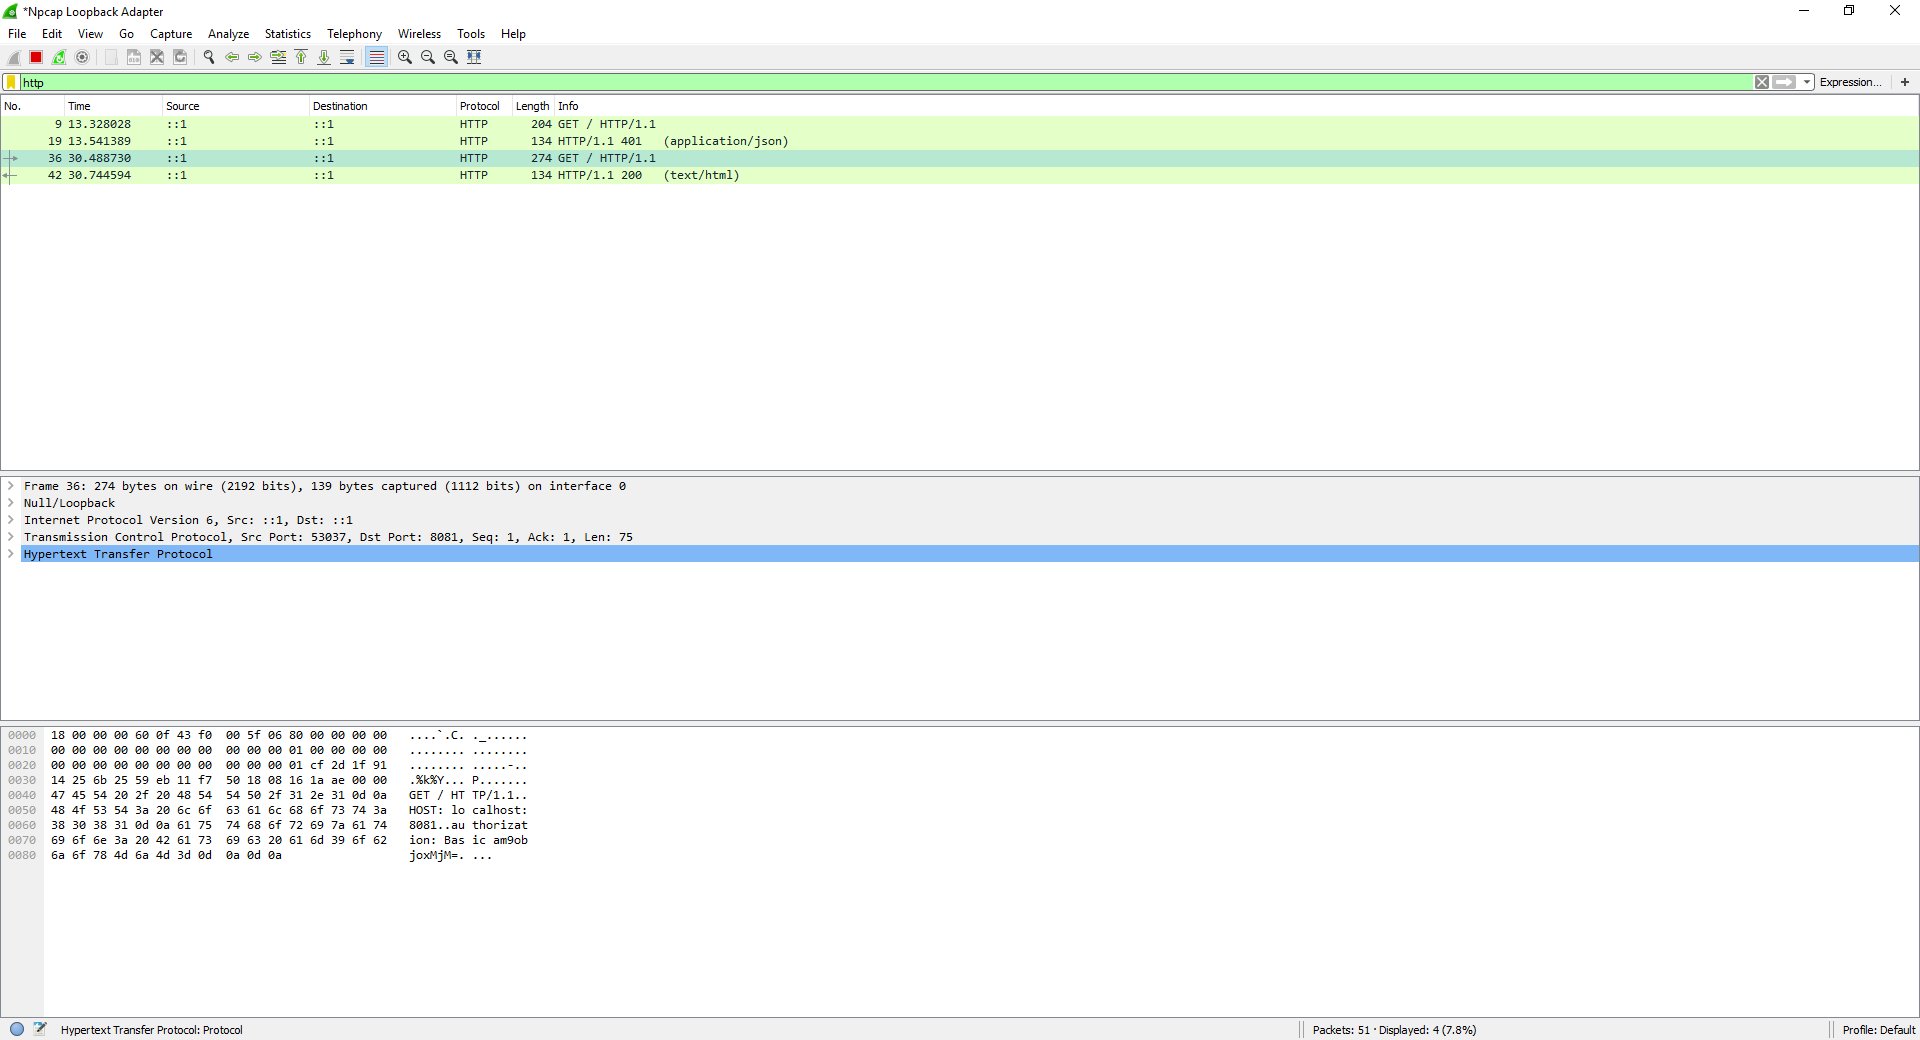 *Npcap Loopback Adapter
File Edit View Go Capture Analyze Statistics Telephony Wireless Tools Help
http Expression... +
No. Time Source Destination Protocol Length Info
9 13.328028 ::1 ::1 HTTP 204 GET / HTTP/1.1
19 13.541389 ::1 ::1 HTTP 134 HTTP/1.1 401 (application/json)
36 30.488730 ::1 ::1 HTTP 274 GET / HTTP/1.1
42 30.744594 ::1 ::1 HTTP 134 HTTP/1.1 200 (text/html)
Frame 36: 274 bytes on wire (2192 bits), 139 bytes captured (1112 bits) on interface 0
Null/Loopback
Internet Protocol Version 6, Src: ::1, Dst: ::1
Transmission Control Protocol, Src Port: 53037, Dst Port: 8081, Seq: 1, Ack: 1, Len: 75
Hypertext Transfer Protocol
0000 18 00 00 00 60 0f 43 f0 00 5f 06 80 00 00 00 00 ....`.C. ._......
0010 00 00 00 00 00 00 00 00 00 00 00 01 00 00 00 00 ........ ........
0020 00 00 00 00 00 00 00 00 00 00 00 01 cf 2d 1f 91 ........ .....-..
0030 14 25 6b 25 59 eb 11 f7 50 18 08 16 1a ae 00 00 .%k%Y... P.......
0040 47 45 54 20 2f 20 48 54 54 50 2f 31 2e 31 0d 0a GET / HT TP/1.1..
0050 48 4f 53 54 3a 20 6c 6f 63 61 6c 68 6f 73 74 3a HOST: lo calhost:
0060 38 30 38 31 0d 0a 61 75 74 68 6f 72 69 7a 61 74 8081..au thorizat
0070 69 6f 6e 3a 20 42 61 73 69 63 20 61 6d 39 6f 62 ion: Bas ic am9ob
0080 6a 6f 78 4d 6a 4d 3d 0d 0a 0d 0a joxMjM=. ...
Hypertext Transfer Protocol: Protocol Packets: 51 · Displayed: 4 (7.8%) Profile: Default